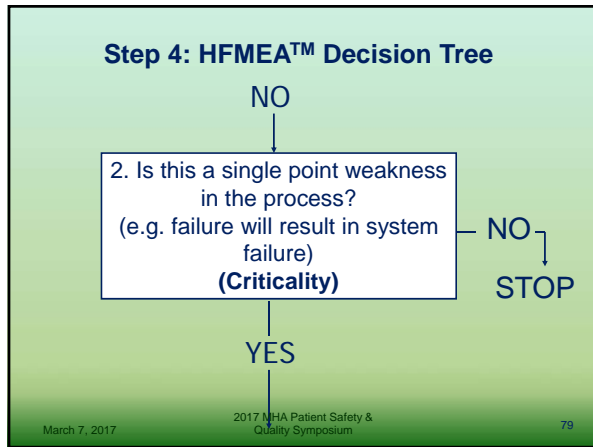 Step 4: HFMEA™ Decision Tree
NO
2. Is this a single point weakness
in the process?
(e.g. failure will result in system
failure)
(Criticality)
NO
STOP
YES
March 7, 2017
2017 MHA Patient Safety &
Quality Symposium
79